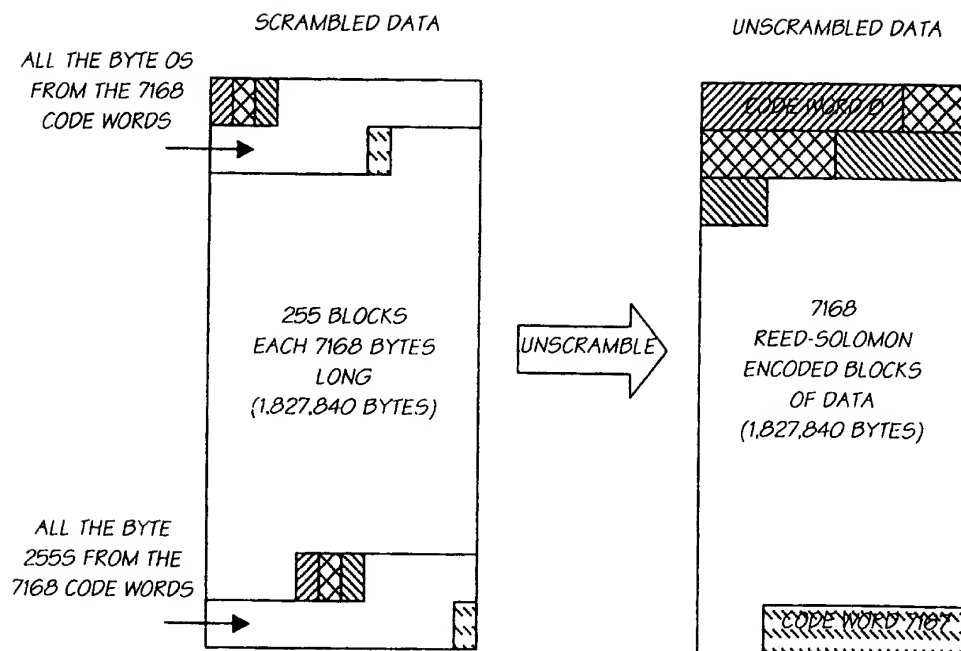 SCRAMBLED DATA
ALL THE BYTE OS
FROM THE 7168
CODE WORDS
255 BLOCKS
EACH 7168 BYTES
LONG
(1,827,840 BYTES)
ALL THE BYTE
255S FROM THE
7168 CODE WORDS
UNSCRAMBLE
UNSCRAMBLED DATA
CODE WORD 0
7168
REED-SOLOMON
ENCODED BLOCKS
OF DATA
(1,827,840 BYTES)
CODE WORD 7167